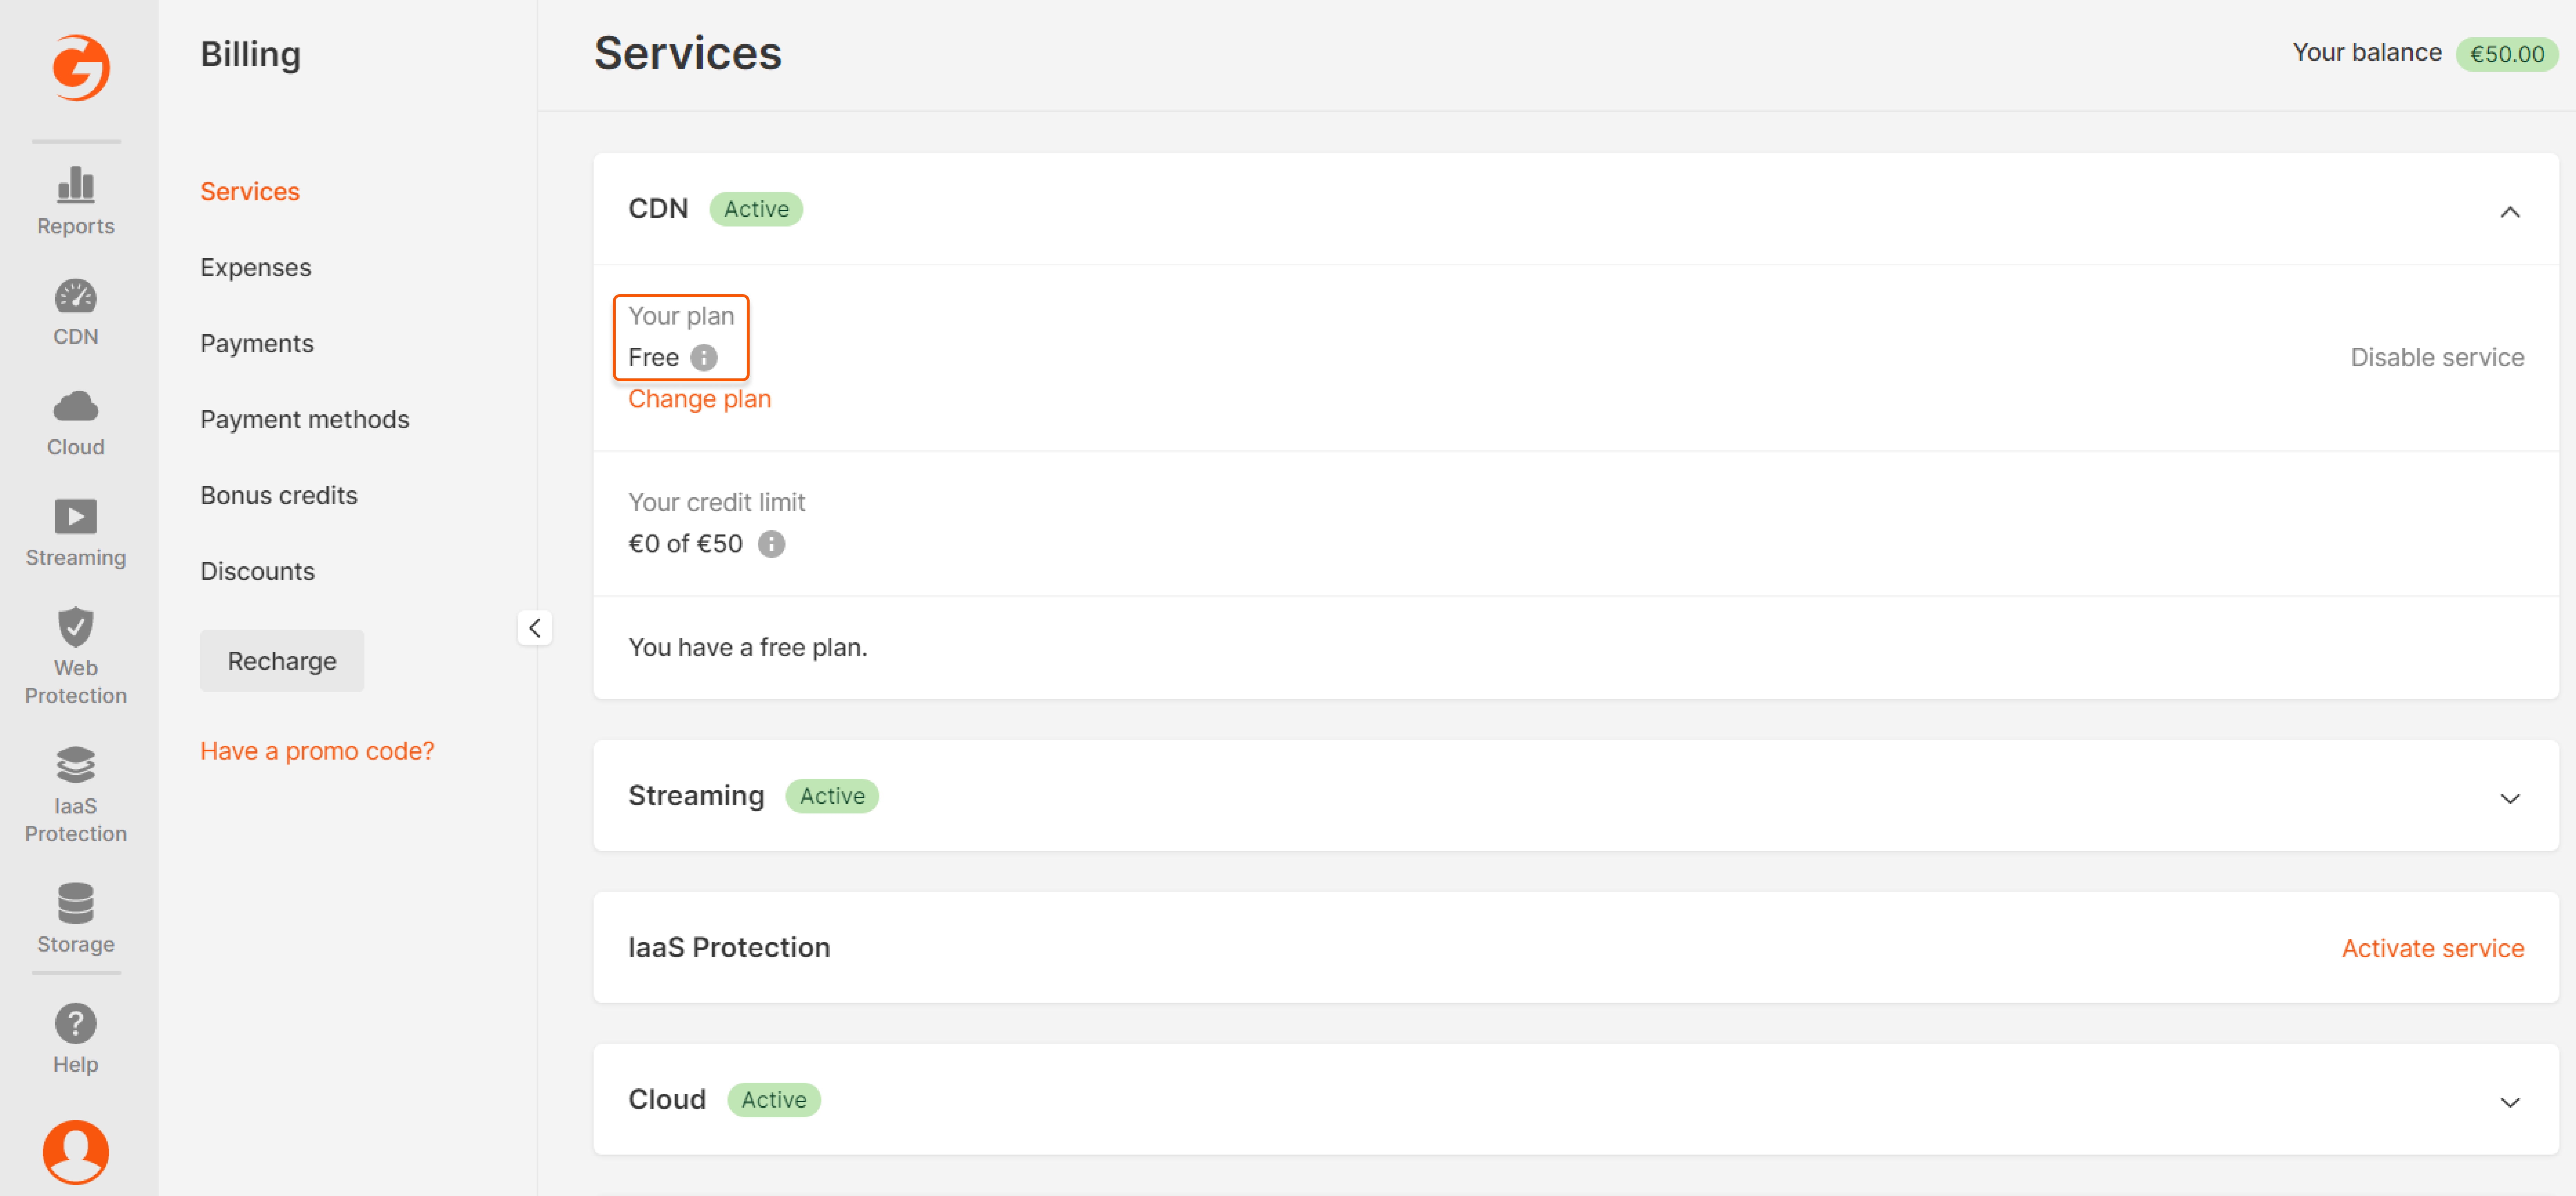 Reports
CDN
Cloud
Streaming
Web
Protection
IaaS
Protection
Storage
Help
Billing
Services
Expenses
Payments
Payment methods
Bonus credits
Discounts
Recharge
Have a promo code?
Services
Your balance €50.00
CDN Active
Your plan
Free
Change plan
Disable service
Your credit limit
€0 of €50
You have a free plan.
Streaming Active
IaaS Protection Activate service
Cloud Active